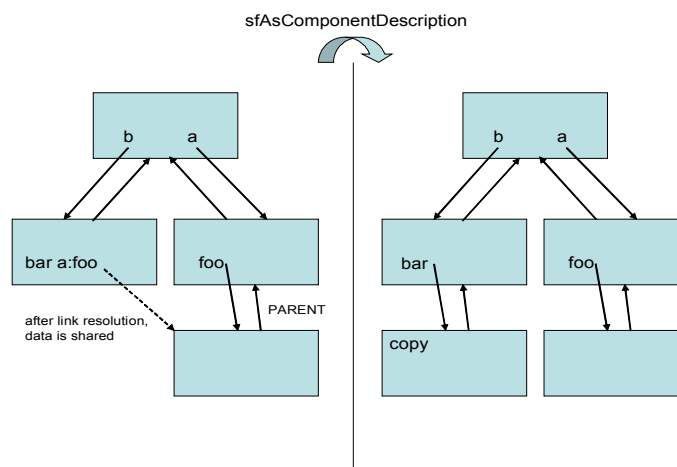 sfAsComponentDescription
b a
b a
bar a:foo
foo
bar
foo
after link resolution,
data is shared
PARENT
copy